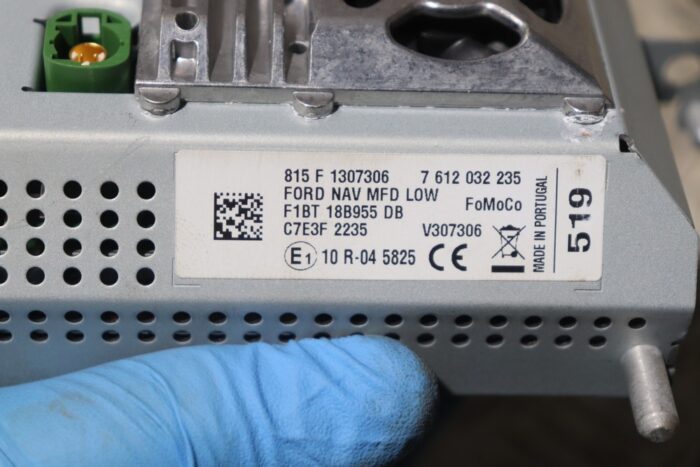 815 F 1307306 7 612 032 235
FORD NAV MFD LOW
F1BT 18B955 DB FoMoCo
C7E3F 2235 V307306
E1 10 R-04 5825 CE
MADE IN PORTUGAL
519